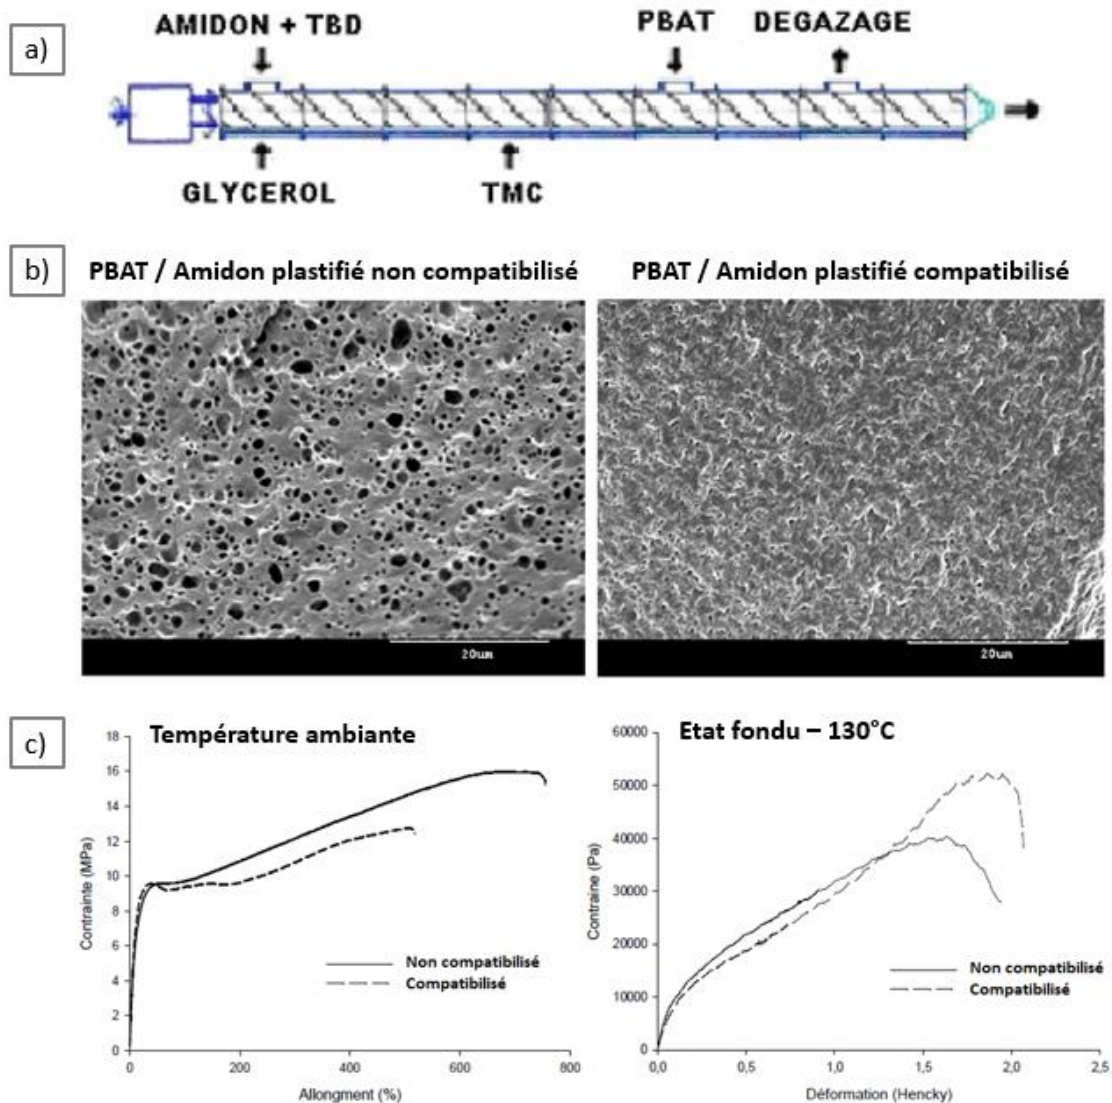 a)
AMIDON + TBD
PBAT
DEGAZAGE
GLYCEROL
TMC
b)
PBAT / Amidon plastifié non compatibilisé
PBAT / Amidon plastifié compatibilisé
20um
20um
c)
Température ambiante
18
16
14
12
10
8
6
4
2
0
Contrainte (MPa)
Non compatibilisé
Compatibilisé
0
200
400
600
800
Allongment (%)
Etat fondu – 130°C
60000
50000
40000
30000
20000
10000
0
Contraine (Pa)
Non compatibilisé
Compatibilisé
0,0
0,5
1,0
1,5
2,0
2,5
Déformation (Hencky)